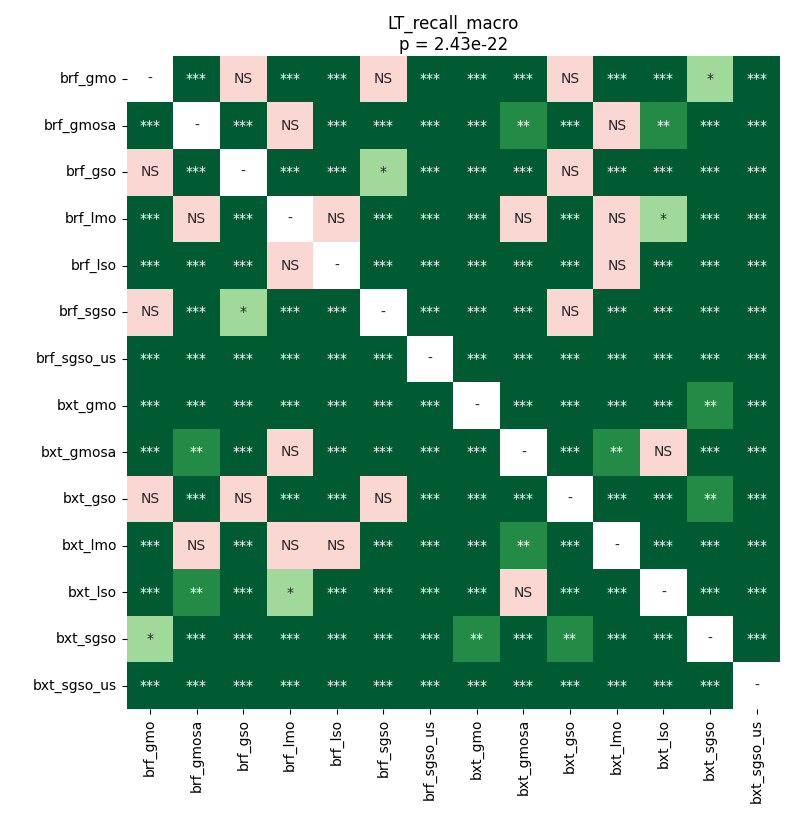 LT_recall_macro
p = 2.43e-22
brf_gmo - *** NS *** *** NS *** *** *** NS *** *** * ***
brf_gmosa *** - *** NS *** *** *** *** ** *** NS ** *** ***
brf_gso NS *** - *** *** * *** *** *** NS *** *** *** ***
brf_lmo *** NS *** - NS *** *** *** NS *** NS * *** ***
brf_lso *** *** *** NS - *** *** *** *** *** NS *** *** ***
brf_sgso NS *** * *** *** - *** *** *** NS *** *** *** ***
brf_sgso_us *** *** *** *** *** *** - *** *** *** *** *** *** ***
bxt_gmo *** *** *** *** *** *** *** - *** *** *** *** ** ***
bxt_gmosa *** ** *** NS *** *** *** *** - *** ** NS *** ***
bxt_gso NS *** NS *** *** NS *** *** *** - *** *** ** ***
bxt_lmo *** NS *** NS NS *** *** *** ** *** - *** *** ***
bxt_lso *** ** *** * *** *** *** *** NS *** *** - *** ***
bxt_sgso * *** *** *** *** *** *** ** *** ** *** *** - ***
bxt_sgso_us *** *** *** *** *** *** *** *** *** *** *** *** *** -
brf_gmo
brf_gmosa
brf_gso
brf_lmo
brf_lso
brf_sgso
brf_sgso_us
bxt_gmo
bxt_gmosa
bxt_gso
bxt_lmo
bxt_lso
bxt_sgso
bxt_sgso_us